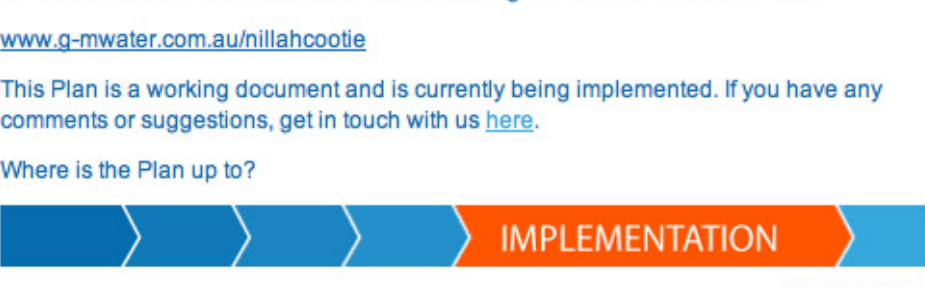 www.g-mwater.com.au/nillahcootie
This Plan is a working document and is currently being implemented. If you have any
comments or suggestions, get in touch with us here.
Where is the Plan up to?
IMPLEMENTATION